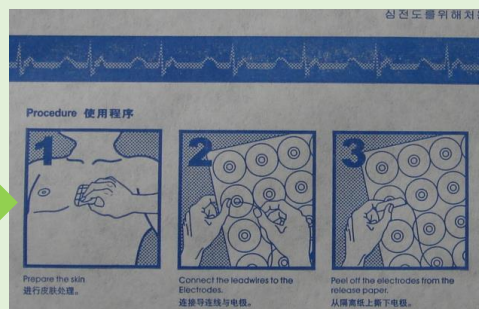 심전도를위해처
Procedure 使用程序
1
2
3
Prepare the skin
进行皮肤处理。
Connect the leadwires to the
Electrodes.
连接导连线与电极。
Peel off the electrodes from the
release paper.
从隔离纸上撕下电极。